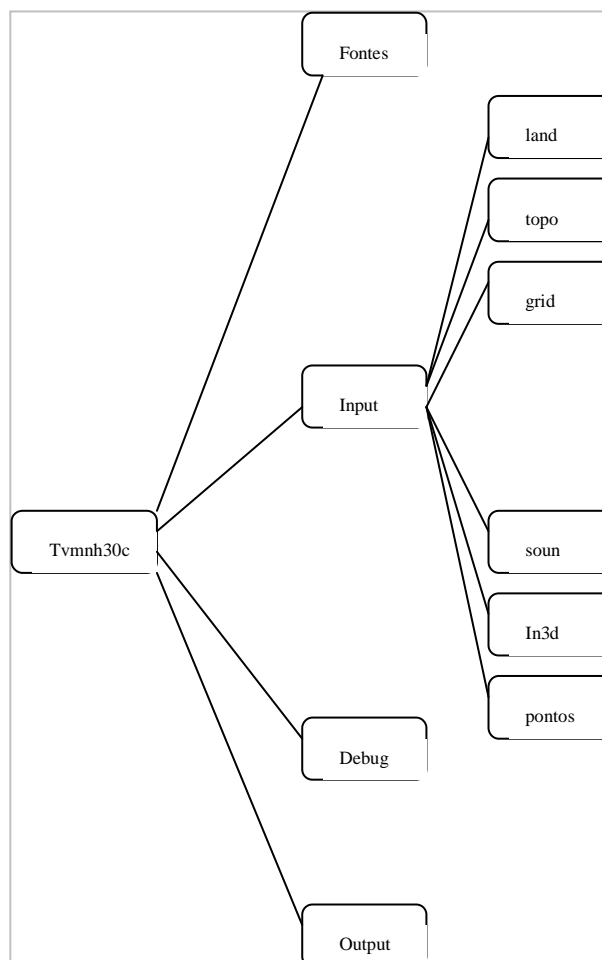 Fontes
land
topo
grid
Input
Tvmnh30c
soun
In3d
pontos
Debug
Output